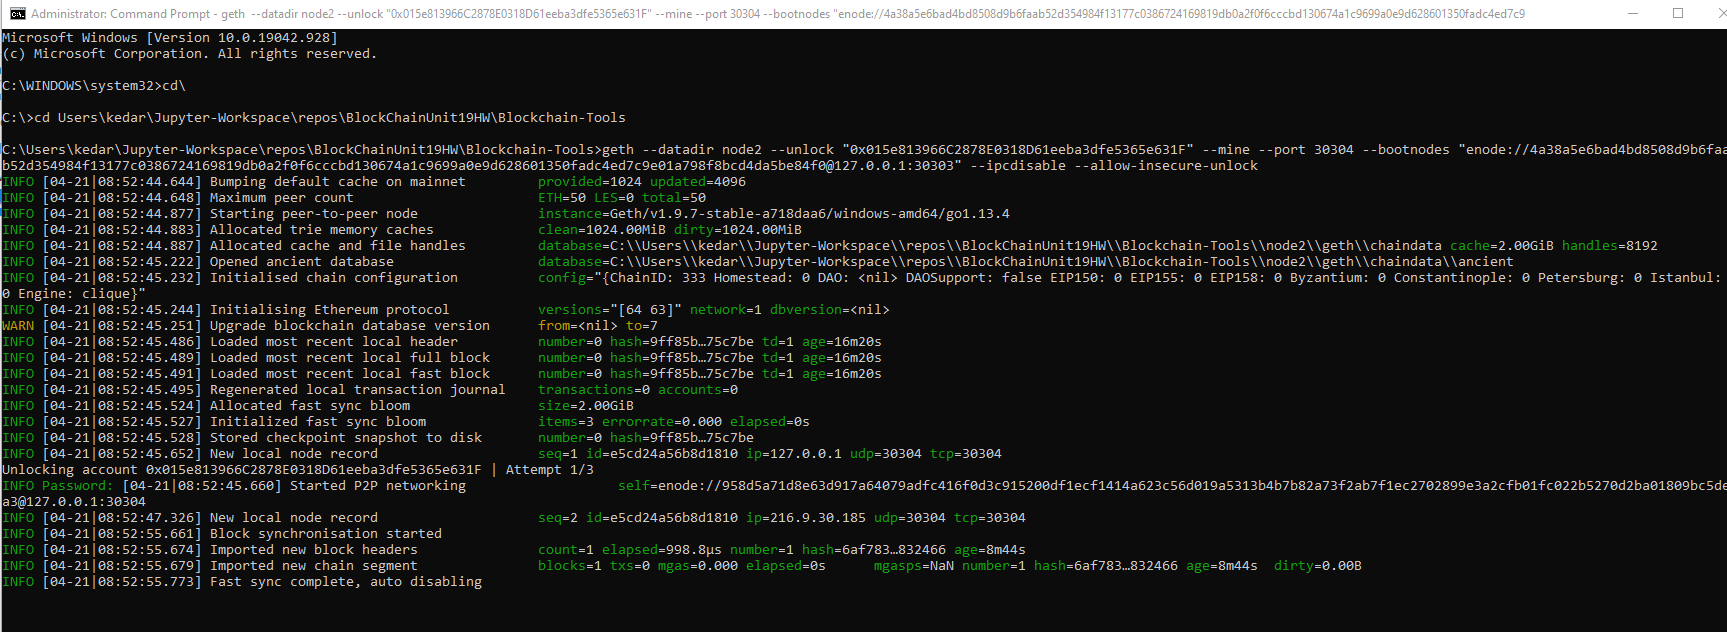 Administrator: Command Prompt - geth --datadir node2 --unlock "0x015e813966C2878E0318D61eeba3dfe5365e631F" --mine --port 30304 --bootnodes "enode://4a38a5e6bad4bd8508d9b6faab52d354984f13177c0386724169819db0a2f0f6cccbd130674a1c9699a0e9d628601350fadc4ed7c9
Microsoft Windows [Version 10.0.19042.928]
(c) Microsoft Corporation. All rights reserved.
C:\WINDOWS\system32>cd\
C:\>cd Users\kedar\Jupyter-Workspace\repos\BlockChainUnit19HW\Blockchain-Tools
C:\Users\kedar\Jupyter-Workspace\repos\BlockChainUnit19HW\Blockchain-Tools>geth --datadir node2 --unlock "0x015e813966C2878E0318D61eeba3dfe5365e631F" --mine --port 30304 --bootnodes "enode://4a38a5e6bad4bd8508d9b6faa
b52d354984f13177c0386724169819db0a2f0f6cccbd130674a1c9699a0e9d628601350fadc4ed7c9e01a798f8bcd4da5be84f0@127.0.0.1:30303" --ipcdisable --allow-insecure-unlock
INFO [04-21|08:52:44.644] Bumping default cache on mainnet provided=1024 updated=4096
INFO [04-21|08:52:44.648] Maximum peer count ETH=50 LES=0 total=50
INFO [04-21|08:52:44.877] Starting peer-to-peer node instance=Geth/v1.9.7-stable-a718daa6/windows-amd64/go1.13.4
INFO [04-21|08:52:44.883] Allocated trie memory caches clean=1024.00MiB dirty=1024.00MiB
INFO [04-21|08:52:44.887] Allocated cache and file handles database=C:\\Users\\kedar\\Jupyter-Workspace\\repos\\BlockChainUnit19HW\\Blockchain-Tools\\node2\\geth\\chaindata cache=2.00GiB handles=8192
INFO [04-21|08:52:45.222] Opened ancient database database=C:\\Users\\kedar\\Jupyter-Workspace\\repos\\BlockChainUnit19HW\\Blockchain-Tools\\node2\\geth\\chaindata\\ancient
INFO [04-21|08:52:45.232] Initialised chain configuration config="{ChainID: 333 Homestead: 0 DAO: <nil> DAOSupport: false EIP150: 0 EIP155: 0 EIP158: 0 Byzantium: 0 Constantinople: 0 Petersburg: 0 Istanbul:
0 Engine: clique}"
INFO [04-21|08:52:45.244] Initialising Ethereum protocol versions="[64 63]" network=1 dbversion=<nil>
WARN [04-21|08:52:45.251] Upgrade blockchain database version from=<nil> to=7
INFO [04-21|08:52:45.486] Loaded most recent local header number=0 hash=9ff85b…75c7be td=1 age=16m20s
INFO [04-21|08:52:45.489] Loaded most recent local full block number=0 hash=9ff85b…75c7be td=1 age=16m20s
INFO [04-21|08:52:45.491] Loaded most recent local fast block number=0 hash=9ff85b…75c7be td=1 age=16m20s
INFO [04-21|08:52:45.495] Regenerated local transaction journal transactions=0 accounts=0
INFO [04-21|08:52:45.524] Allocated fast sync bloom size=2.00GiB
INFO [04-21|08:52:45.527] Initialized fast sync bloom items=3 errorrate=0.000 elapsed=0s
INFO [04-21|08:52:45.528] Stored checkpoint snapshot to disk number=0 hash=9ff85b…75c7be
INFO [04-21|08:52:45.652] New local node record seq=1 id=e5cd24a56b8d1810 ip=127.0.0.1 udp=30304 tcp=30304
Unlocking account 0x015e813966C2878E0318D61eeba3dfe5365e631F | Attempt 1/3
INFO Password: [04-21|08:52:45.660] Started P2P networking self=enode://958d5a71d8e63d917a64079adfc416f0d3c915200df1ecf1414a623c56d019a5313b4b7b82a73f2ab7f1ec2702899e3a2cfb01fc022b5270d2ba01809bc5de
a3@127.0.0.1:30304
INFO [04-21|08:52:47.326] New local node record seq=2 id=e5cd24a56b8d1810 ip=216.9.30.185 udp=30304 tcp=30304
INFO [04-21|08:52:55.661] Block synchronisation started
INFO [04-21|08:52:55.674] Imported new block headers count=1 elapsed=998.8µs number=1 hash=6af783…832466 age=8m44s
INFO [04-21|08:52:55.679] Imported new chain segment blocks=1 txs=0 mgas=0.000 elapsed=0s mgasps=NaN number=1 hash=6af783…832466 age=8m44s dirty=0.00B
INFO [04-21|08:52:55.773] Fast sync complete, auto disabling